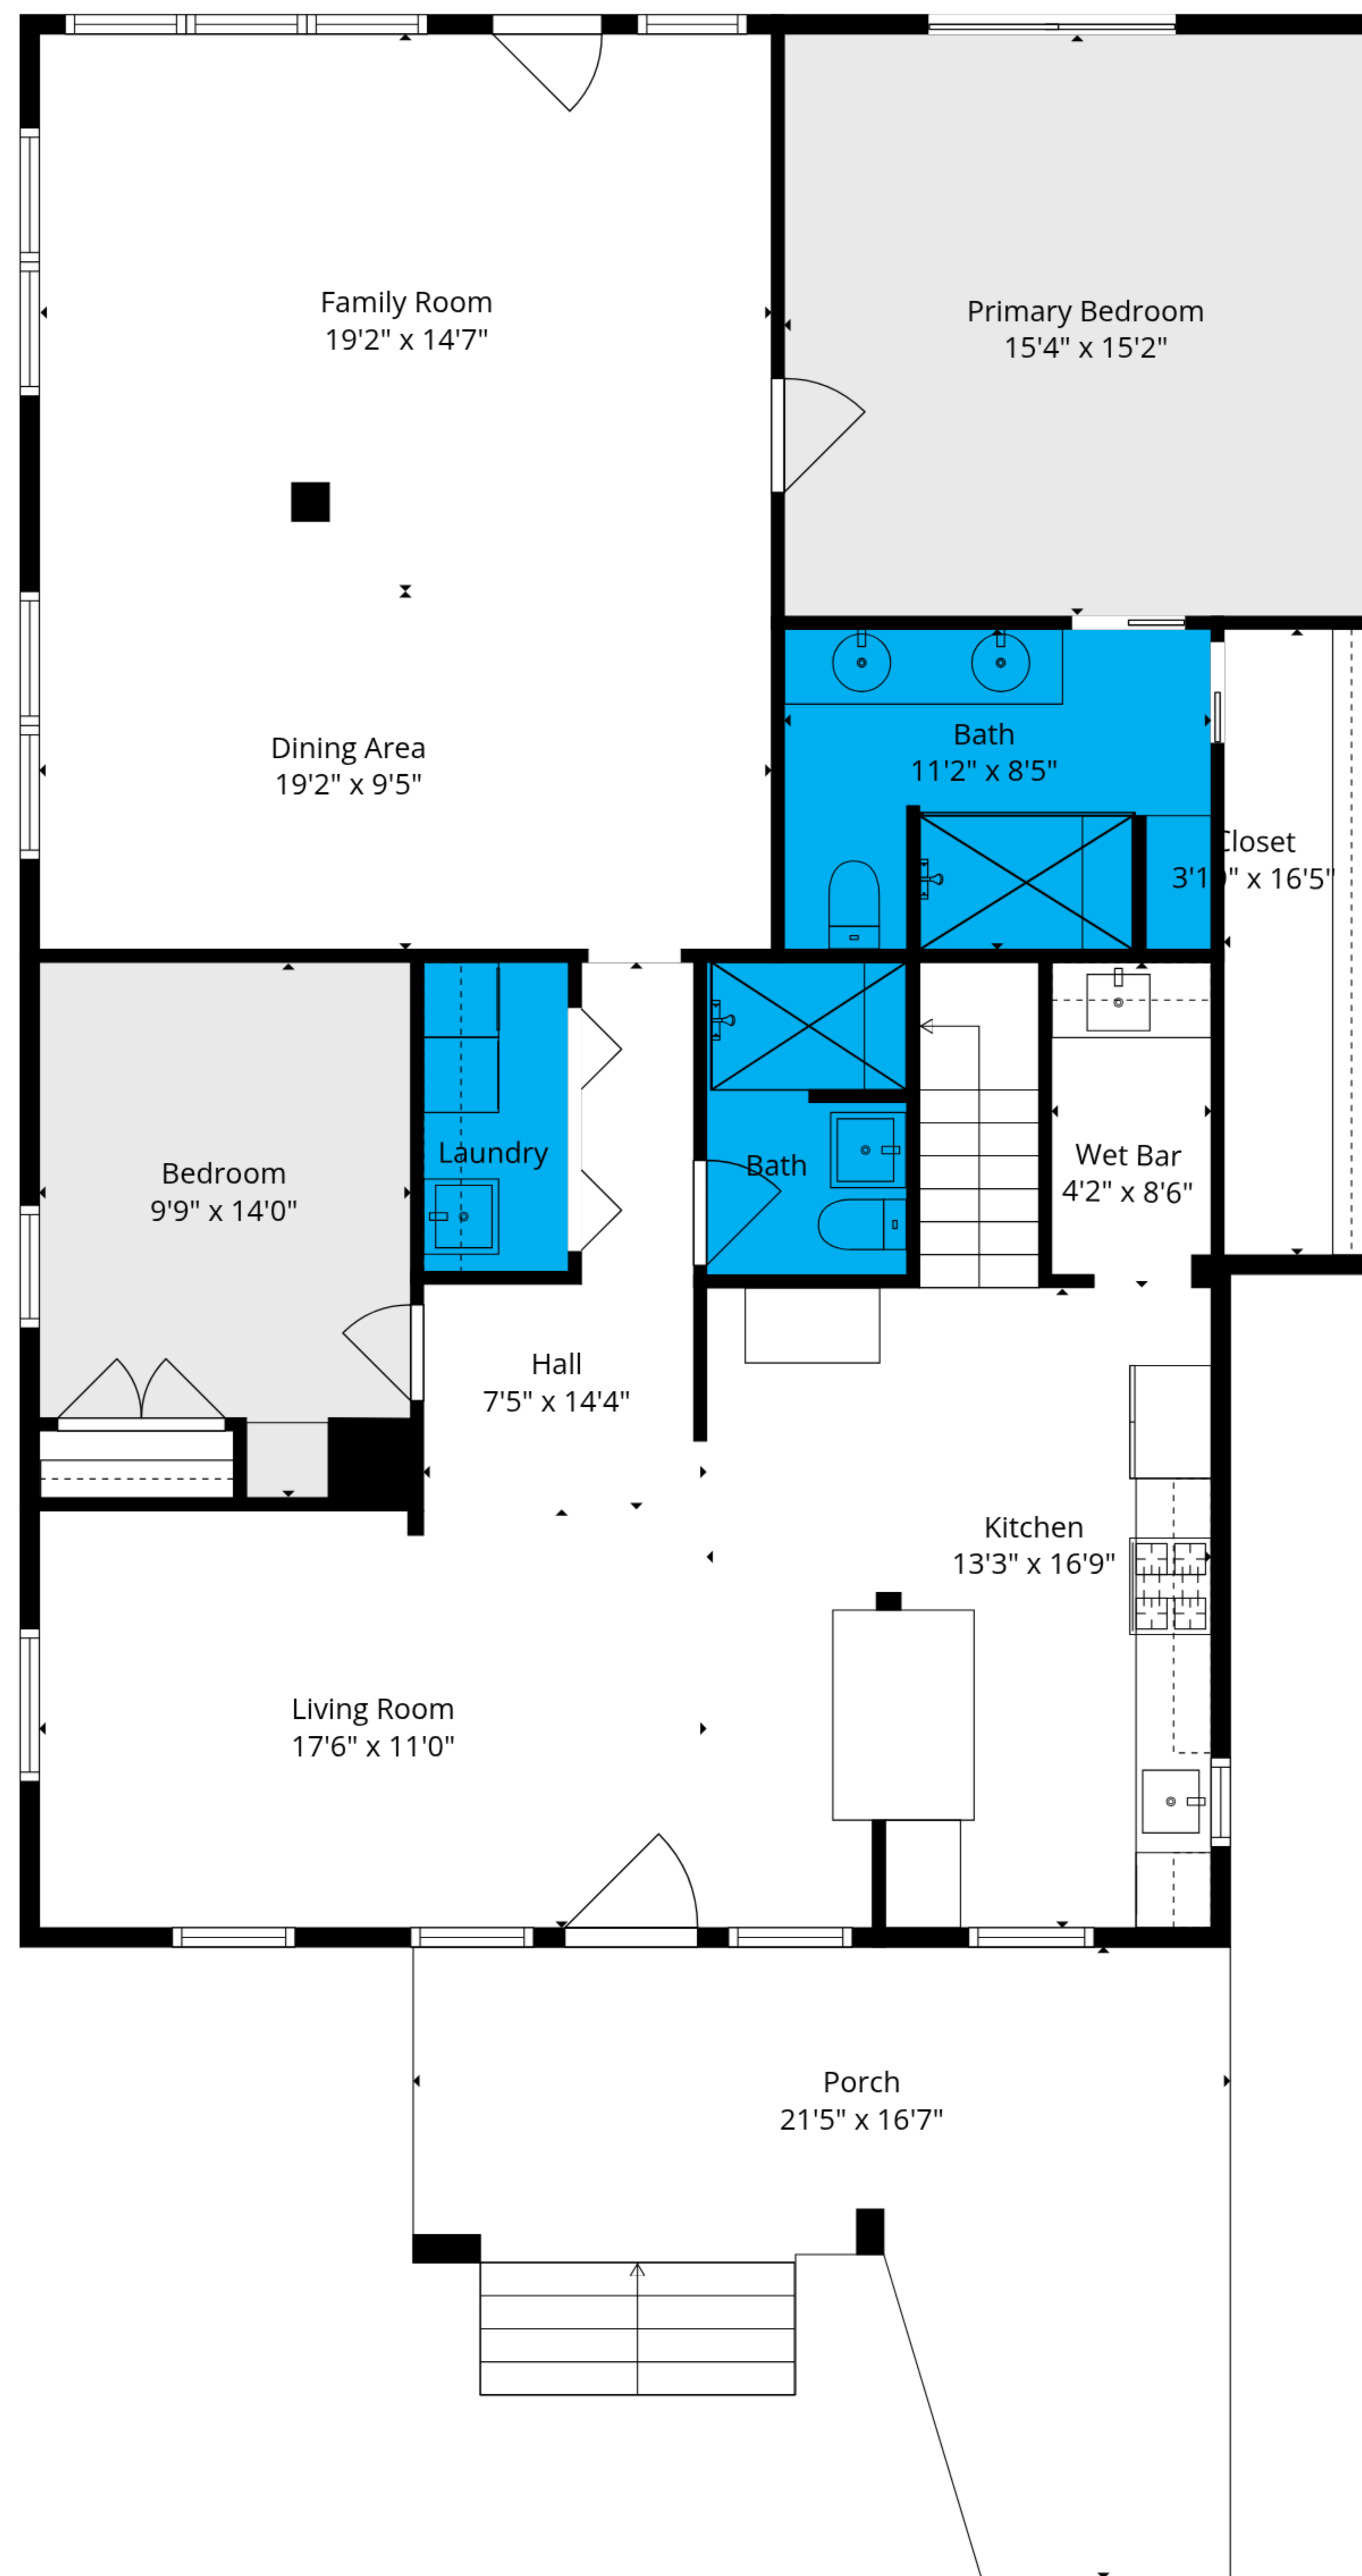 Family Room
19'2" x 14'7"
Primary Bedroom
15'4" x 15'2"
Dining Area
19'2" x 9'5"
Bath
11'2" x 8'5"
Closet
x 16'5"
Laundry
Bath
Wet Bar
4'2" x 8'6"
Bedroom
9'9" x 14'0"
Hall
7'5" x 14'4"
Kitchen
13'3" x 16'9"
Living Room
17'6" x 11'0"
Porch
21'5" x 16'7"